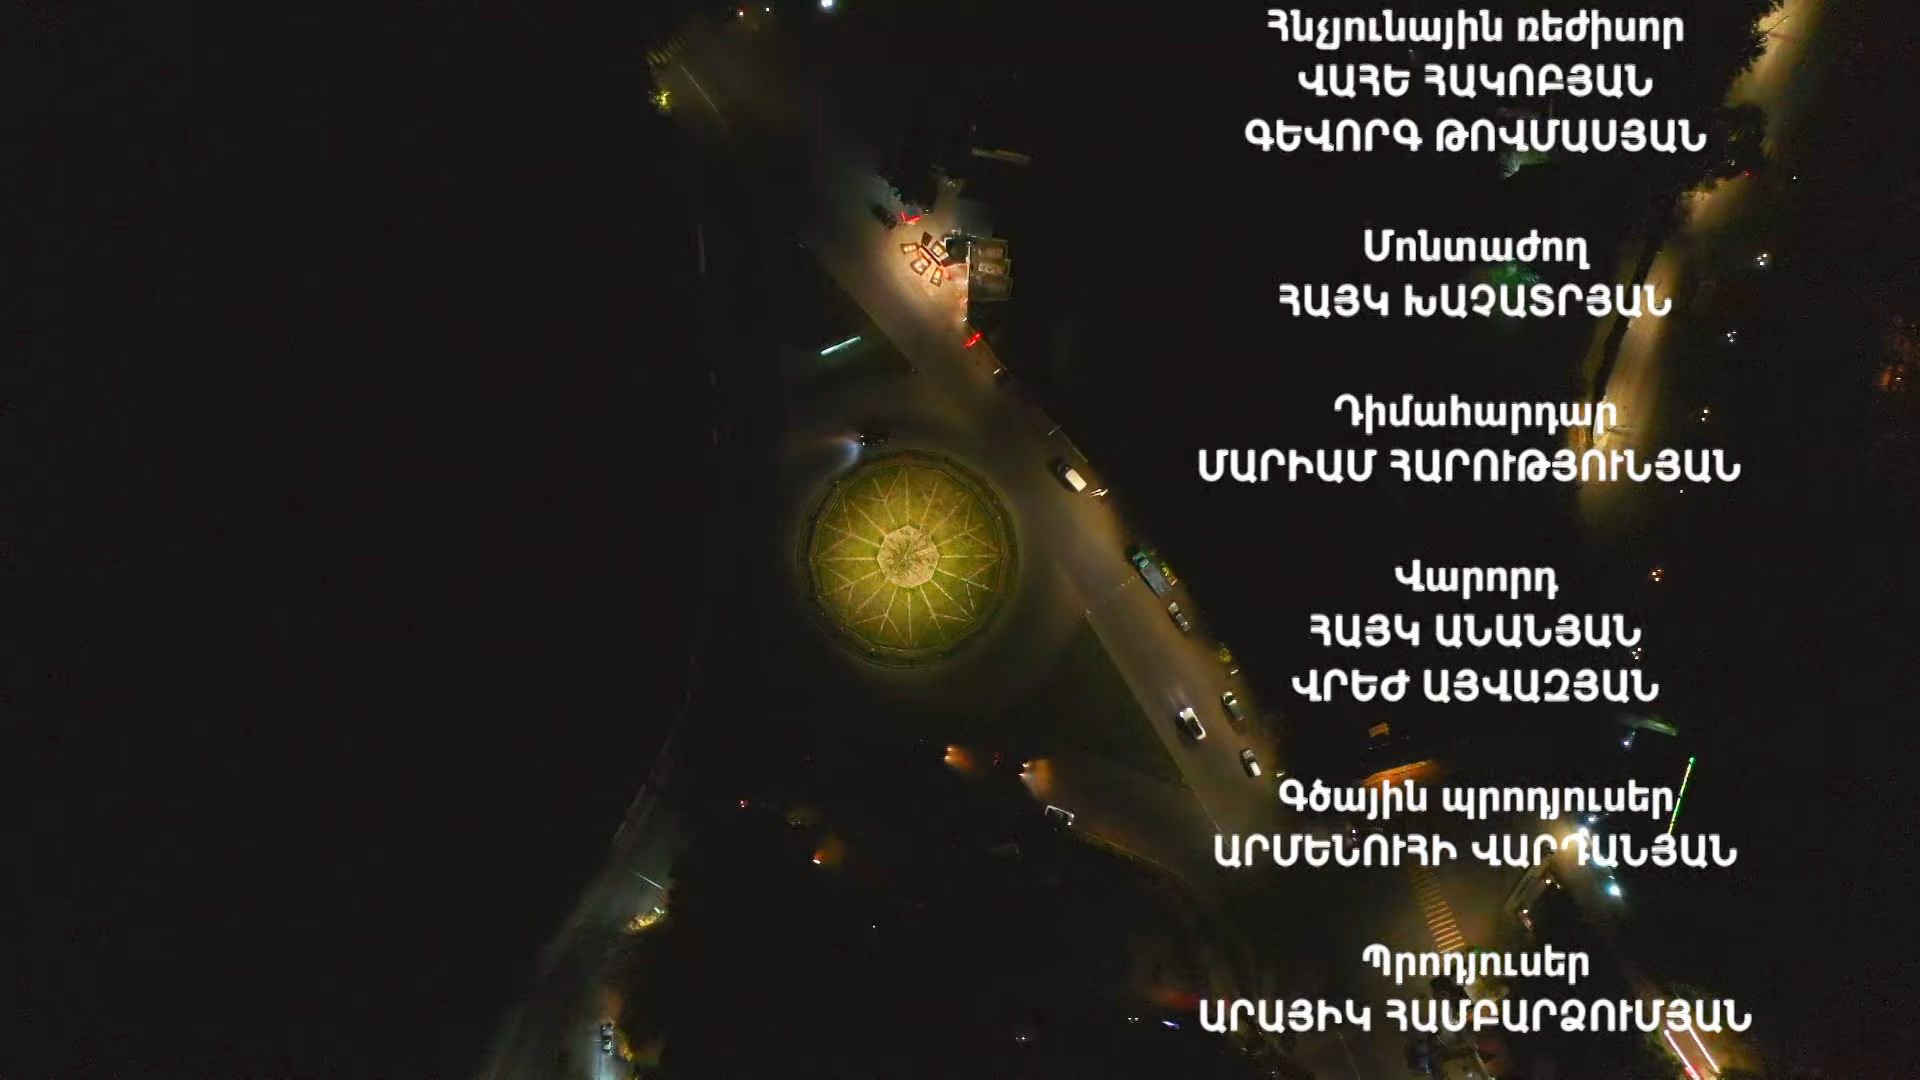 Հնչյունային ռեժիսոր
ՎԱՀԵ ՀԱԿՈԲՅԱՆ
ԳԵՎՈՐԳ ԹՈՎՄԱՍՅԱՆ
Մոնտաժող
ՀԱՅԿ ԽԱՉԱՏՐՅԱՆ
Դիմահարդար
ՄԱՐԻԱՄ ՀԱՐՈՒԹՅՈՒՆՅԱՆ
Վարորդ
ՀԱՅԿ ԱՆԱՆՅԱՆ
ՎՐԵԺ ԱՅՎԱԶՅԱՆ
Գծային պրոդյուսեր
ԱՐՄԵՆՈՒՀԻ ՎԱՐԴԱՆՅԱՆ
Պրոդյուսեր
ԱՐԱՅԻԿ ՀԱՄԲԱՐՁՈՒՄՅԱՆ